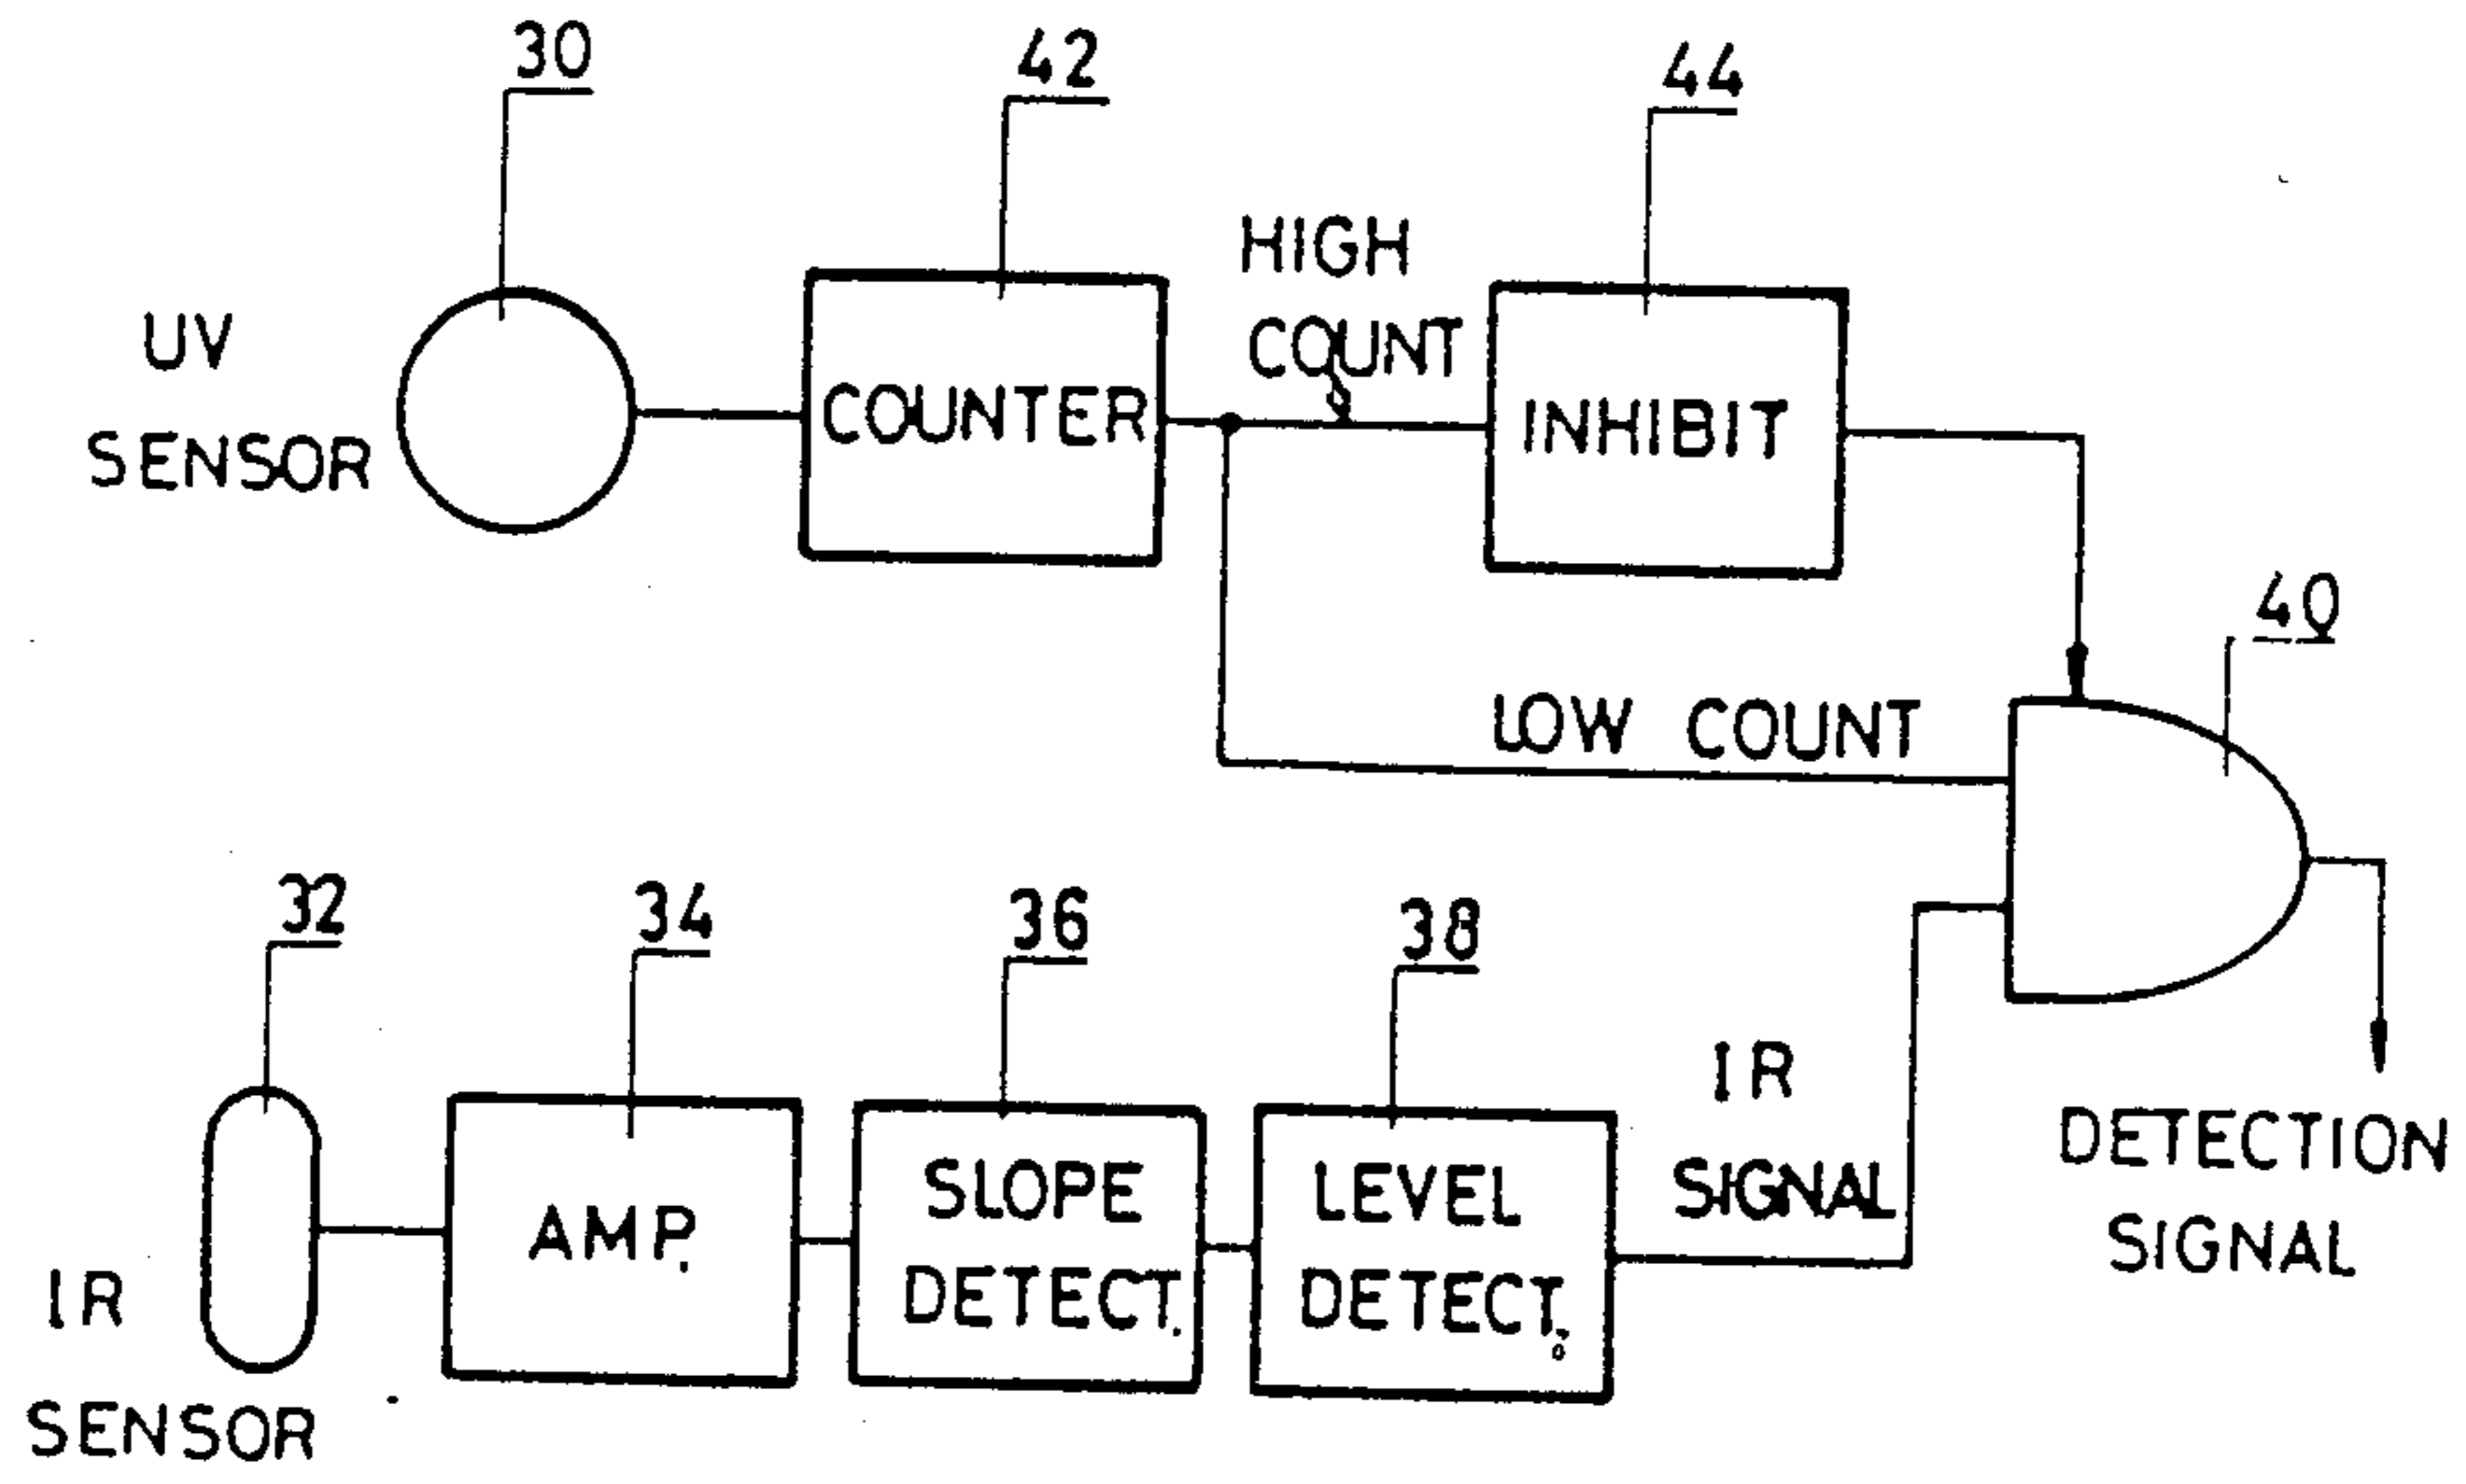 30
42
44
UV
SENSOR
COUNTER
HIGH
COUNT
INHIBIT
40
LOW COUNT
32
34
36
38
IR
SENSOR
AMP.
SLOPE
DETECT.
LEVEL
DETECT.
IR
SIGNAL
DETECTION
SIGNAL